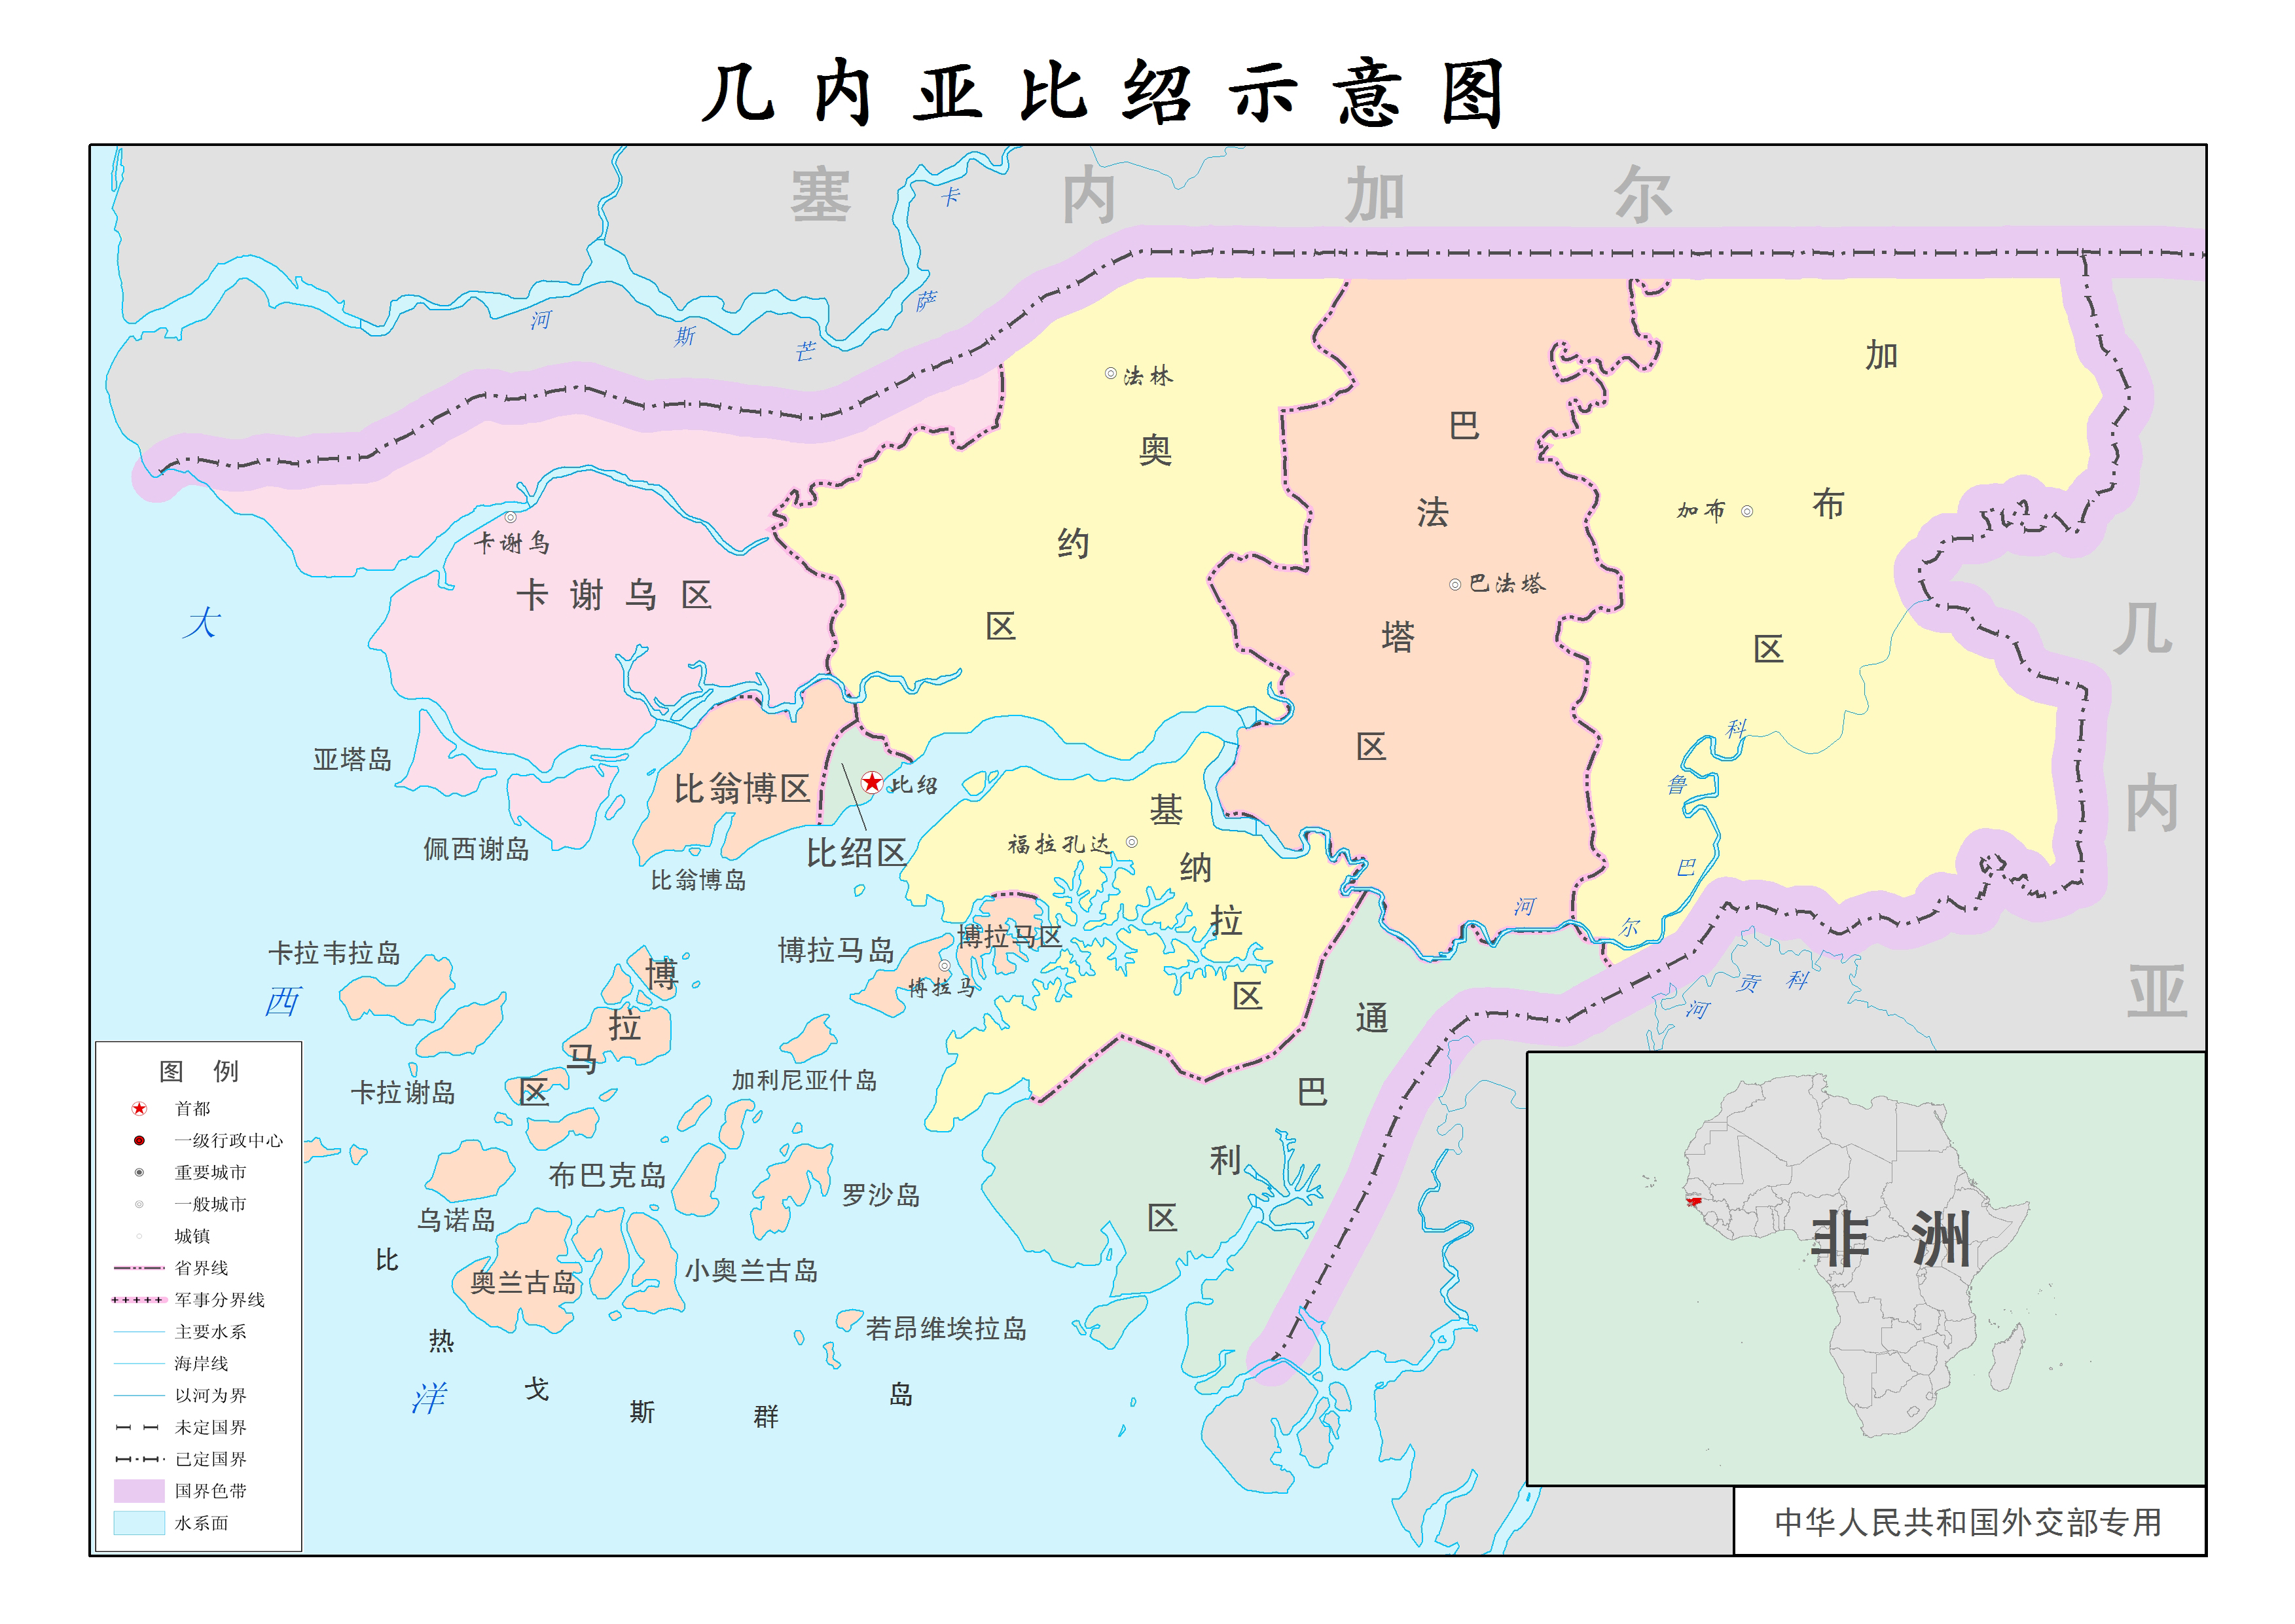 几内亚比绍示意图
塞内加尔
卡萨芒斯河
法林
奥约区
巴法塔区
巴法塔
加布区
加布
卡谢乌
卡谢乌区
大西洋
几内亚
亚塔岛
佩西谢岛
比翁博区
比翁博岛
比绍
比绍区
福拉孔达
基纳拉区
科鲁巴尔河
科贡河
博拉马岛
博拉马
博拉马区
卡拉韦拉岛
卡拉谢岛
博拉马区
加利尼亚什岛
通巴利区
乌诺岛
布巴克岛
罗沙岛
奥兰古岛
小奥兰古岛
若昂维埃拉岛
比热戈斯群岛
图例
首都
一级行政中心
重要城市
一般城市
城镇
省界线
军事分界线
主要水系
海岸线
以河为界
未定国界
已定国界
国界色带
水系面
非洲
中华人民共和国外交部专用